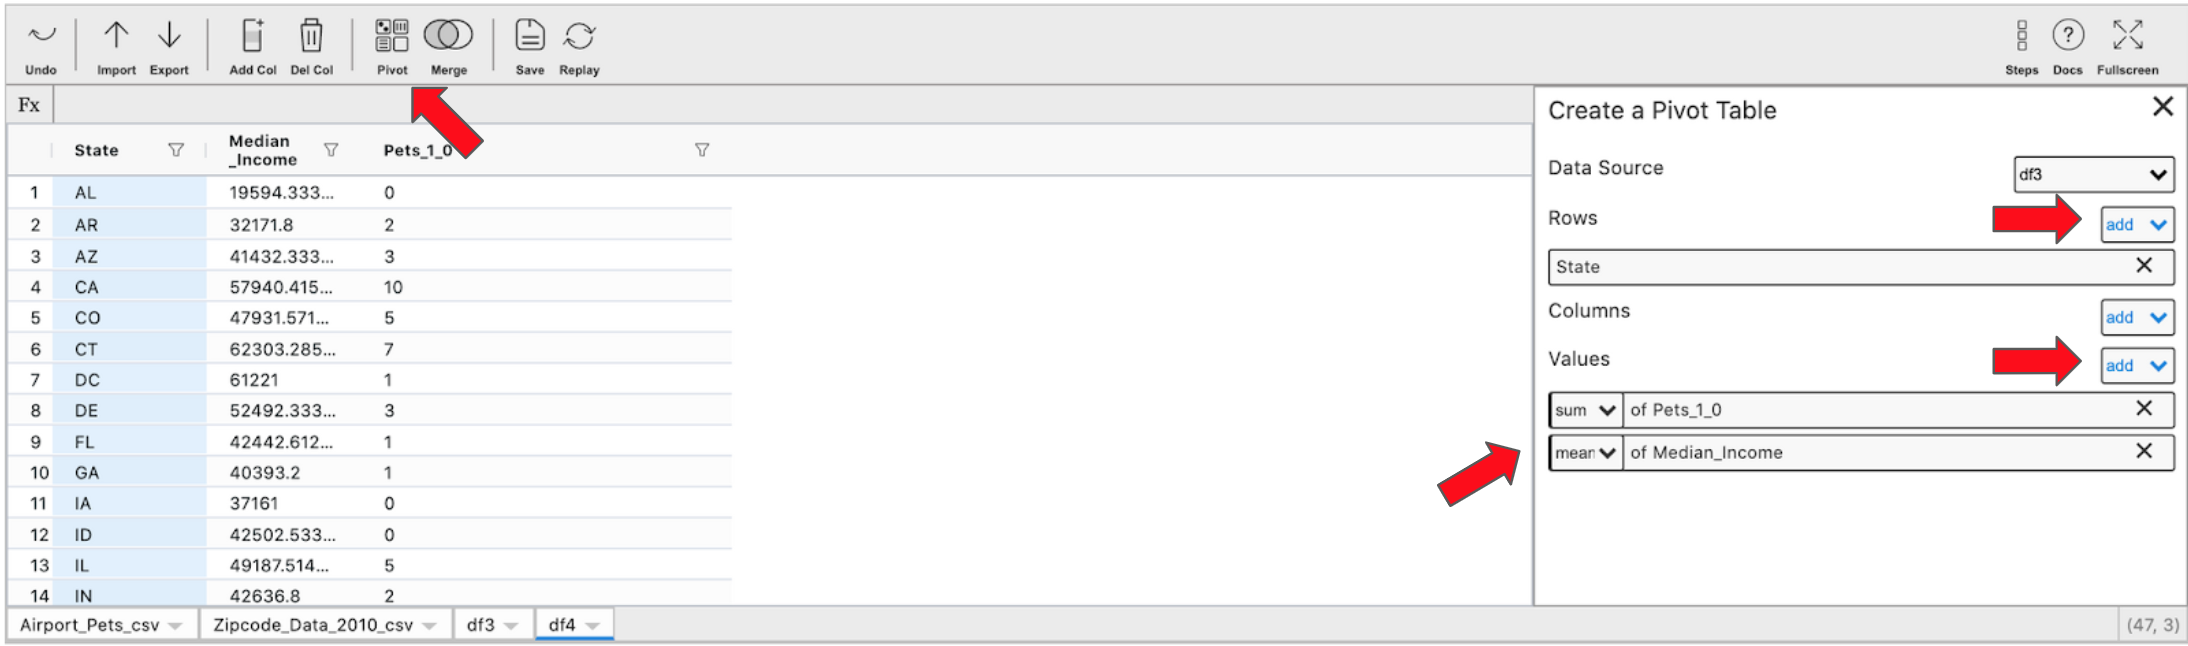 Undo Import Export Add Col Del Col Pivot Merge Save Replay Steps Docs Fullscreen
Fx
State Median _Income Pets_1_0
1 AL 19594.333... 0
2 AR 32171.8 2
3 AZ 41432.333... 3
4 CA 57940.415... 10
5 CO 47931.571... 5
6 CT 62303.285... 7
7 DC 61221 1
8 DE 52492.333... 3
9 FL 42442.612... 1
10 GA 40393.2 1
11 IA 37161 0
12 ID 42502.533... 0
13 IL 49187.514... 5
14 IN 42636.8 2
Create a Pivot Table
Data Source df3
Rows add
State
Columns add
Values add
sum of Pets_1_0
mean of Median_Income
Airport_Pets_csv Zipcode_Data_2010_csv df3 df4 (47, 3)